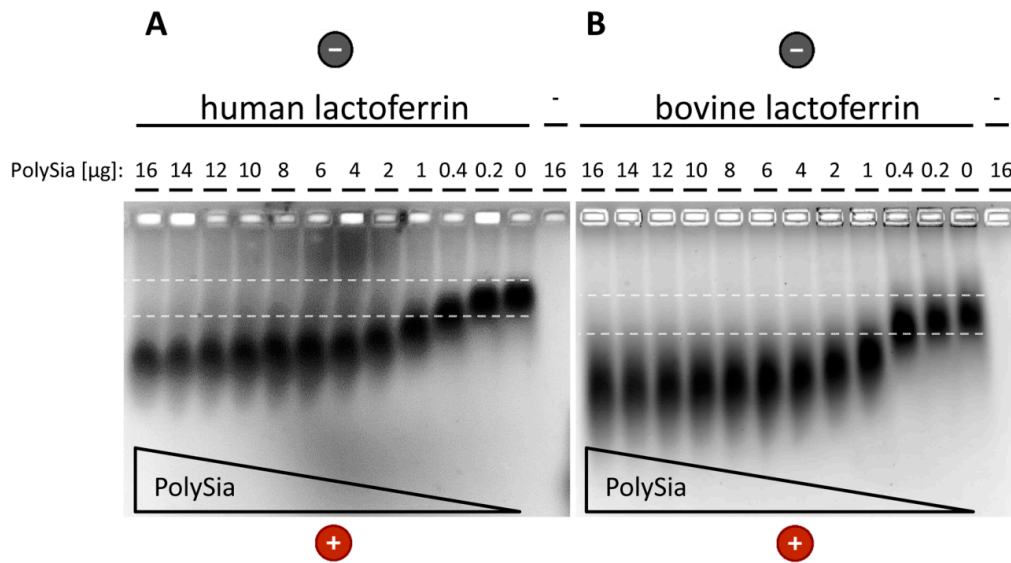 A B
− −
human lactoferrin - bovine lactoferrin -
PolySia [µg]: 16 14 12 10 8 6 4 2 1 0.4 0.2 0 16 16 14 12 10 8 6 4 2 1 0.4 0.2 0 16
PolySia PolySia
+ +